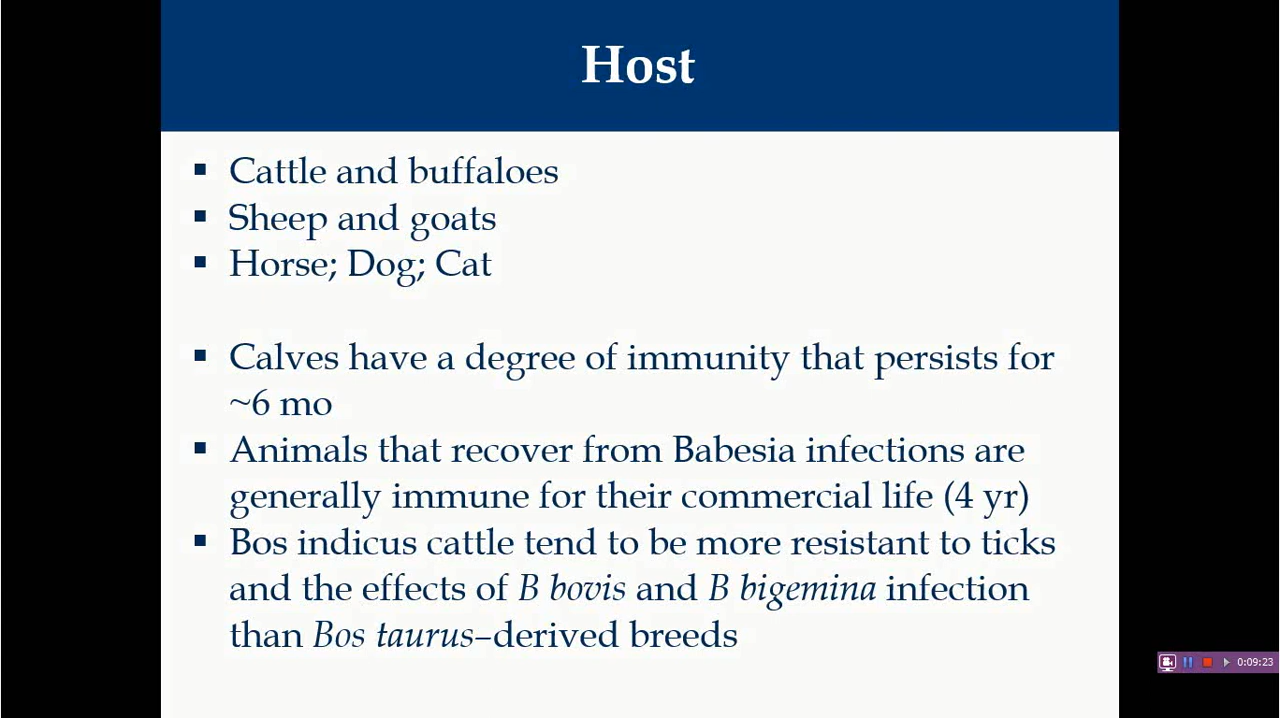 Host
▪ Cattle and buffaloes
▪ Sheep and goats
▪ Horse; Dog; Cat
▪ Calves have a degree of immunity that persists for
~6 mo
▪ Animals that recover from Babesia infections are
generally immune for their commercial life (4 yr)
▪ Bos indicus cattle tend to be more resistant to ticks
and the effects of B bovis and B bigemina infection
than Bos taurus–derived breeds
0:09:23